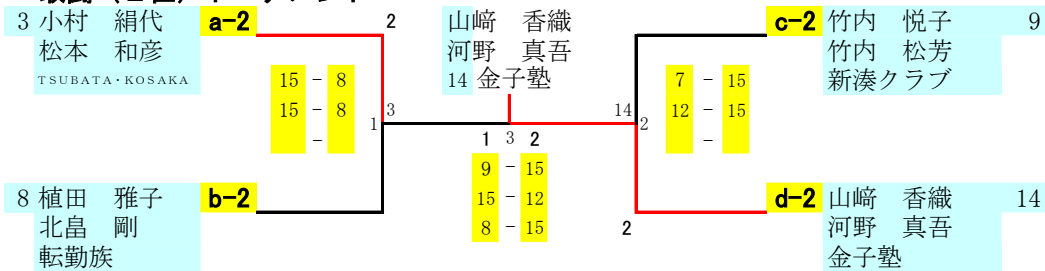 3 小村 絹代 a-2 2
松本 和彦
TSUBATA・KOSAKA
15 - 8
15 - 8
-
3
1
8 植田 雅子 b-2
北畠 剛
転勤族
山﨑 香織
河野 真吾
14 金子塾
1 3 2
9 - 15
15 - 12
8 - 15
c-2 竹内 悦子 9
竹内 松芳
新湊クラブ
7 - 15
12 - 15
-
14
2
2
d-2 山﨑 香織 14
河野 真吾
金子塾